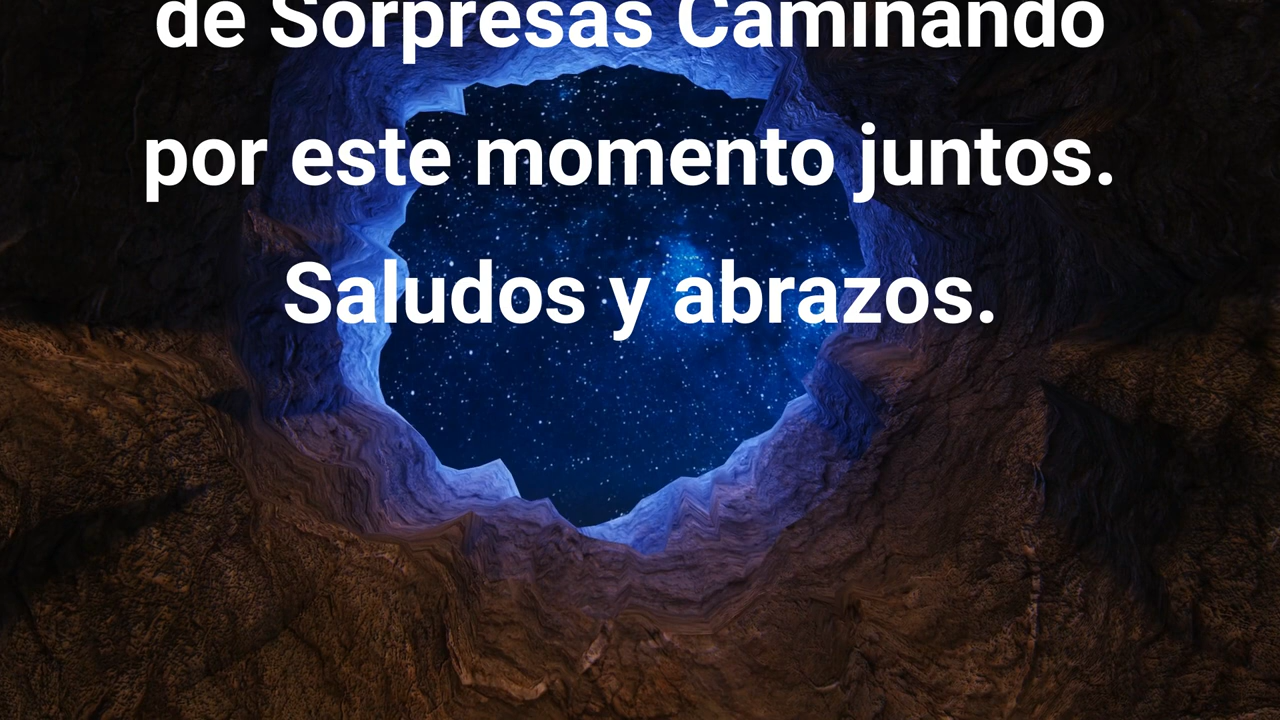 de Sorpresas Caminando
por este momento juntos.
Saludos y abrazos.